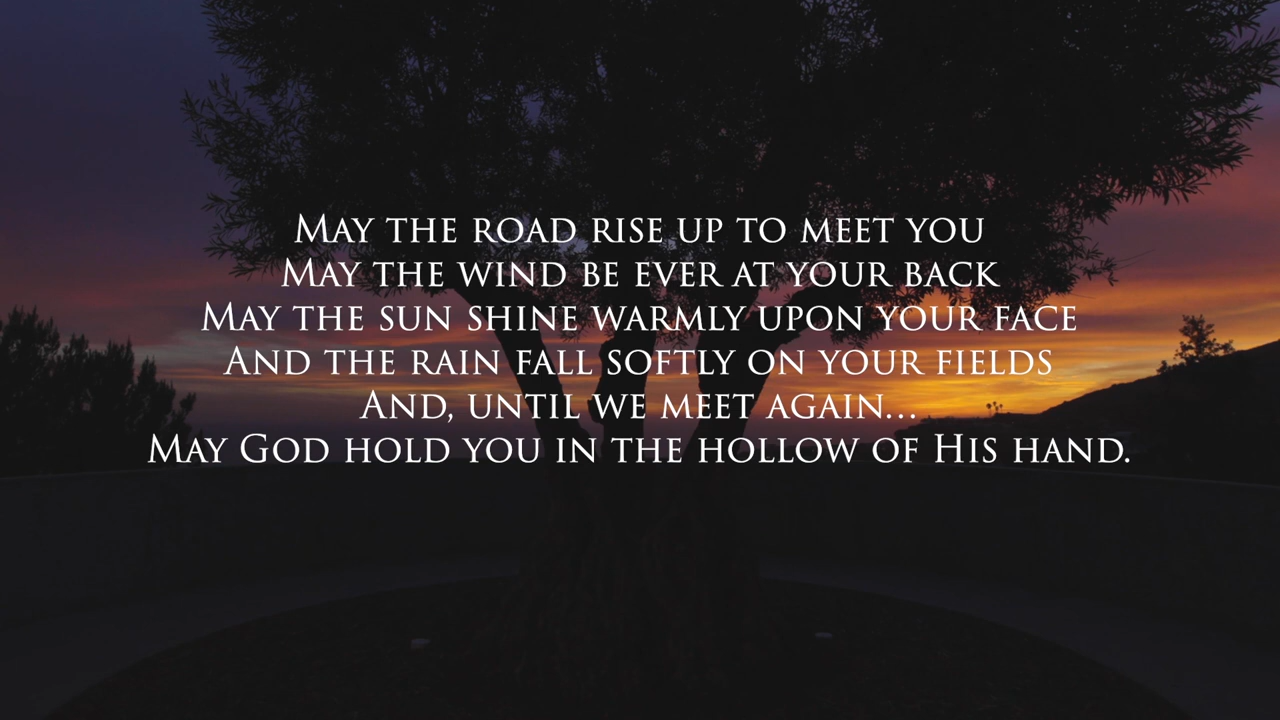 May the road rise up to meet you
May the wind be ever at your back
May the sun shine warmly upon your face
And the rain fall softly on your fields
And, until we meet again...
May God hold you in the hollow of His hand.